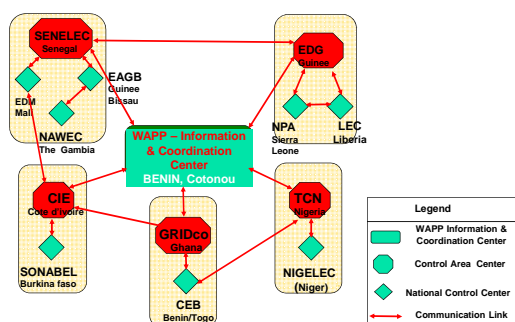 SENELEC
Senegal
EDM
Mali
EAGB
Guinee
Bissau
NAWEC
The Gambia
EDG
Guinee
NPA
Sierra
Leone
LEC
Liberia
WAPP – Information
& Coordination
Center
BENIN, Cotonou
CIE
Cote d'Ivoire
SONABEL
Burkina faso
GRIDco
Ghana
CEB
Benin/Togo
TCN
Nigeria
NIGELEC
(Niger)
Legend
WAPP Information &
Coordination Center
Control Area Center
National Control Center
Communication Link